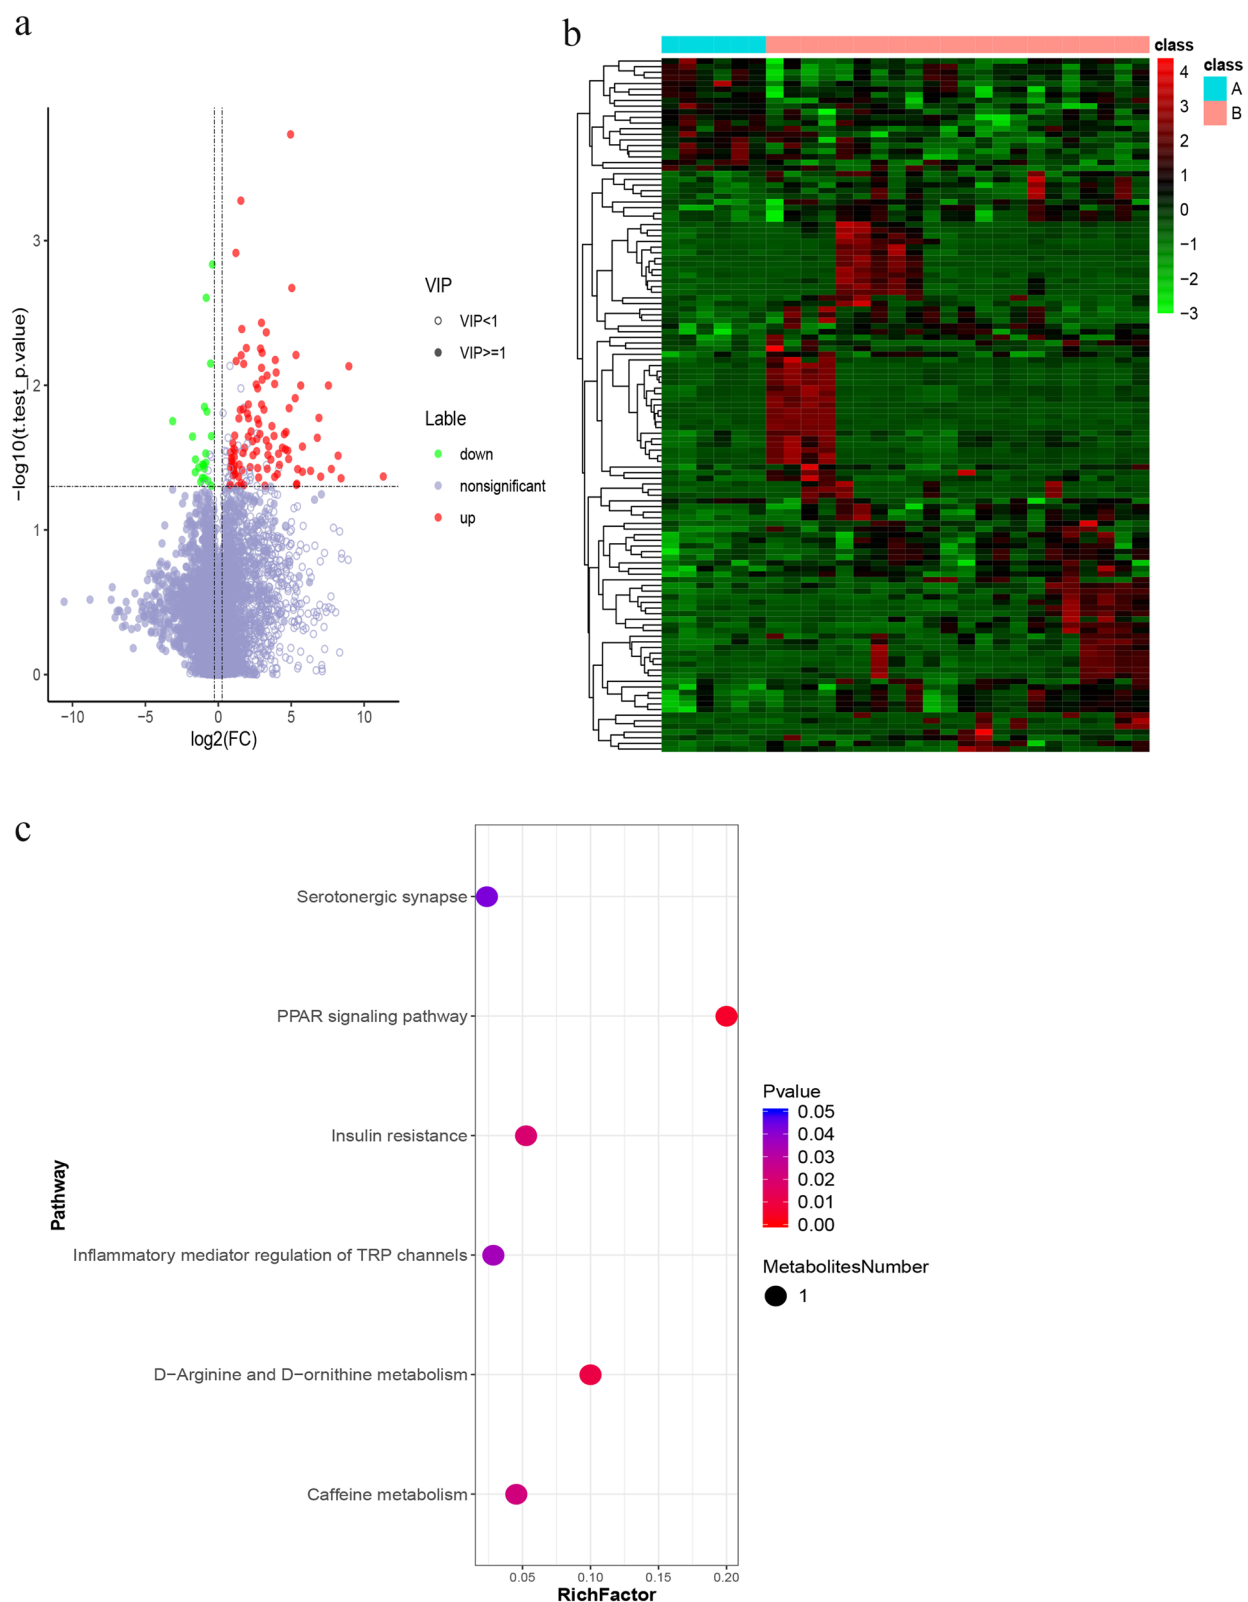 a
−log10(t.test_p.value)
3
2
1
0
−10 −5 0 5 10
log2(FC)
VIP
VIP<1
VIP>=1
Lable
down
nonsignificant
up
b
class
4
3
2
1
0
−1
−2
−3
class
A
B
c
Pathway
Serotonergic synapse
PPAR signaling pathway
Insulin resistance
Inflammatory mediator regulation of TRP channels
D−Arginine and D−ornithine metabolism
Caffeine metabolism
0.05 0.10 0.15 0.20
RichFactor
Pvalue
0.05
0.04
0.03
0.02
0.01
0.00
MetabolitesNumber
1